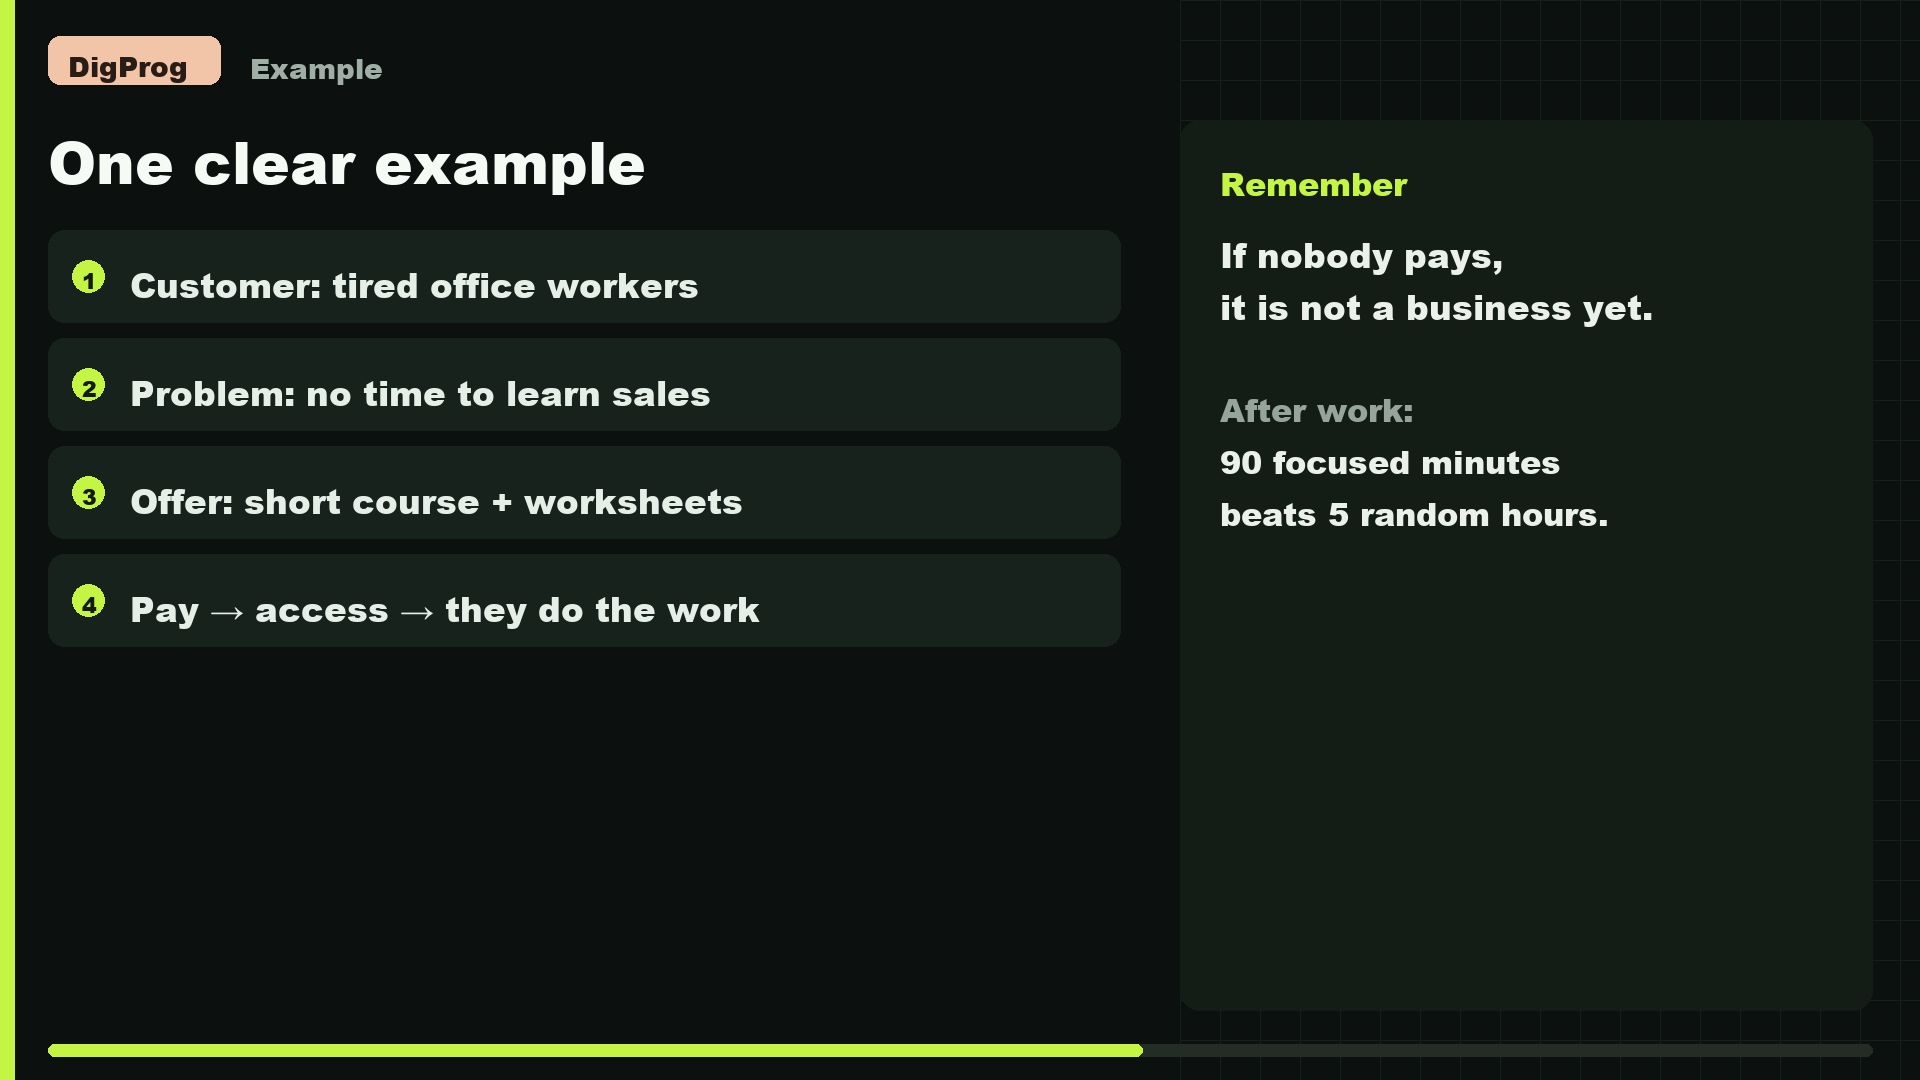 DigProg
Example
One clear example
1 Customer: tired office workers
2 Problem: no time to learn sales
3 Offer: short course + worksheets
4 Pay → access → they do the work
Remember
If nobody pays,
it is not a business yet.
After work:
90 focused minutes
beats 5 random hours.